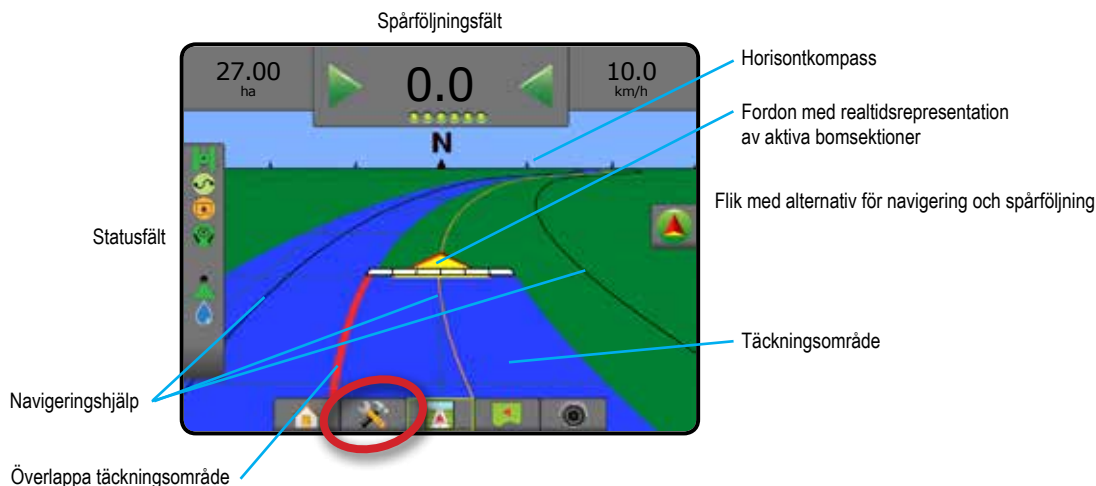 Spårföljningsfält
27.00
ha
0.0
10.0
km/h
N
Horisontkompass
Fordon med realtidsrepresentation
av aktiva bomsektioner
Flik med alternativ för navigering och spårföljning
Statusfält
Täckningsområde
Navigeringshjälp
Överlappa täckningsområde